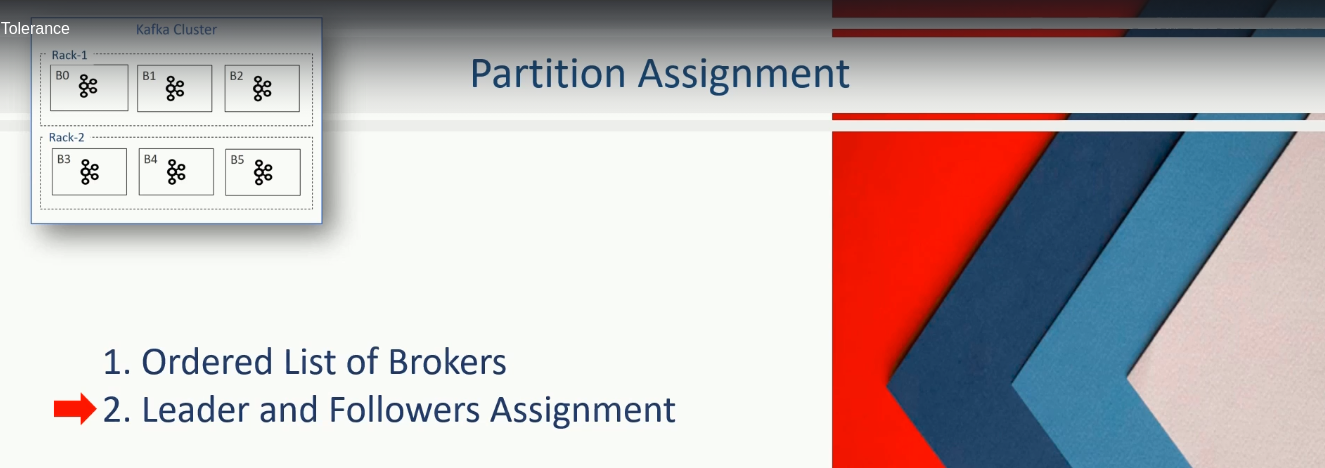 Tolerance
Kafka Cluster
Rack-1
B0
B1
B2
Rack-2
B3
B4
B5
Partition Assignment
1. Ordered List of Brokers
2. Leader and Followers Assignment